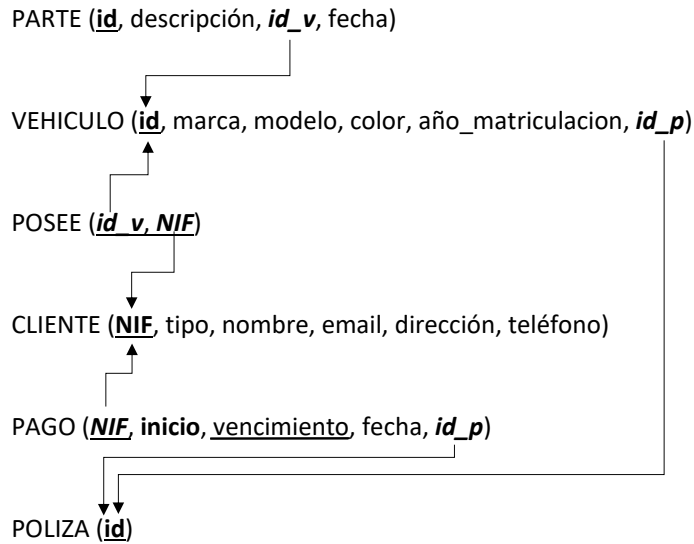 PARTE (id, descripción, id_v, fecha)
VEHICULO (id, marca, modelo, color, año_matriculacion, id_p)
POSEE (id_v, NIF)
CLIENTE (NIF, tipo, nombre, email, dirección, teléfono)
PAGO (NIF, inicio, vencimiento, fecha, id_p)
POLIZA (id)